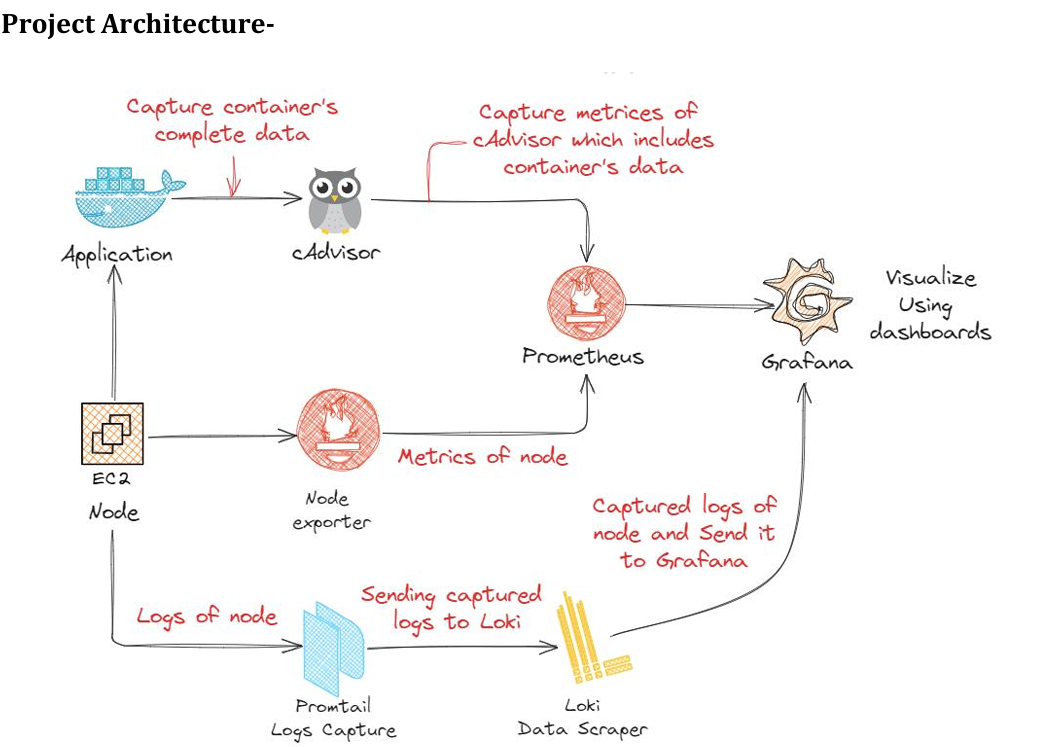 Project Architecture-
Capture container's
complete data
Capture metrices of
cAdvisor which includes
container's data
Application
cAdvisor
Prometheus
Grafana
Visualize
Using
dashboards
EC2
Node
Node
exporter
Metrics of node
Captured logs of
node and Send it
to Grafana
Logs of node
Sending captured
logs to Loki
Promtail
Logs Capture
Loki
Data Scraper